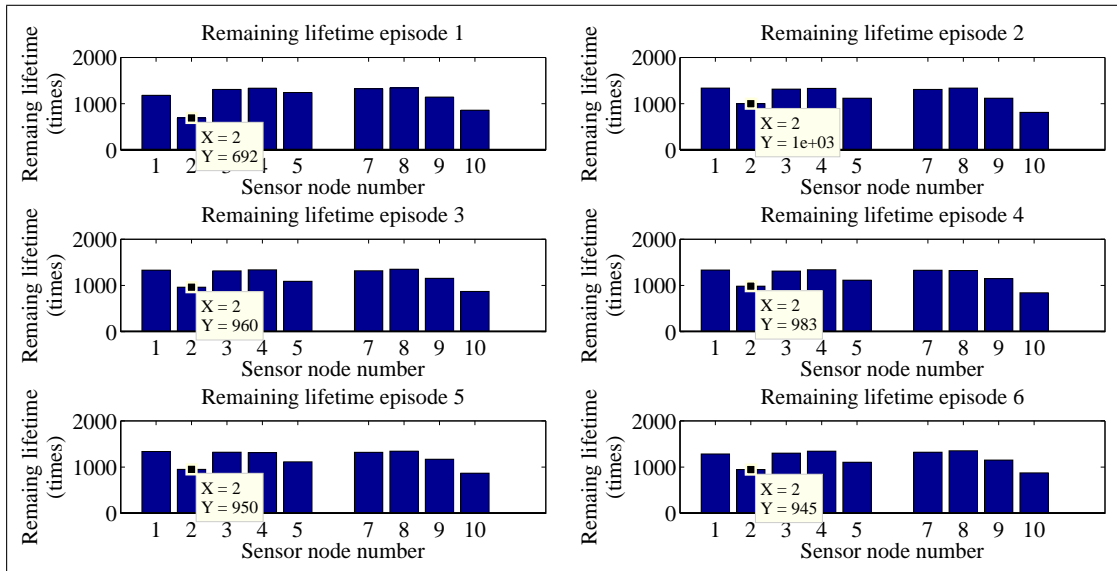 Remaining lifetime episode 1
Remaing lifetime
(times)
2000
1000
0
X = 2
Y = 692
1 2 3 4 5 7 8 9 10
Sensor node number
Remaining lifetime episode 2
Remaing lifetime
(times)
2000
1000
0
X = 2
Y = 1e+03
1 2 3 4 5 7 8 9 10
Sensor node number
Remaining lifetime episode 3
Remaining lifetime
(times)
2000
1000
0
X = 2
Y = 960
1 2 3 4 5 7 8 9 10
Sensor node number
Remaining lifetime episode 4
Remaining lifetime
(times)
2000
1000
0
X = 2
Y = 983
1 2 3 4 5 7 8 9 10
Sensor node number
Remaining lifetime episode 5
Remaining lifetime
(times)
2000
1000
0
X = 2
Y = 950
1 2 3 4 5 7 8 9 10
Sensor node number
Remaining lifetime episode 6
Remaining lifetime
(times)
2000
1000
0
X = 2
Y = 945
1 2 3 4 5 7 8 9 10
Sensor node number